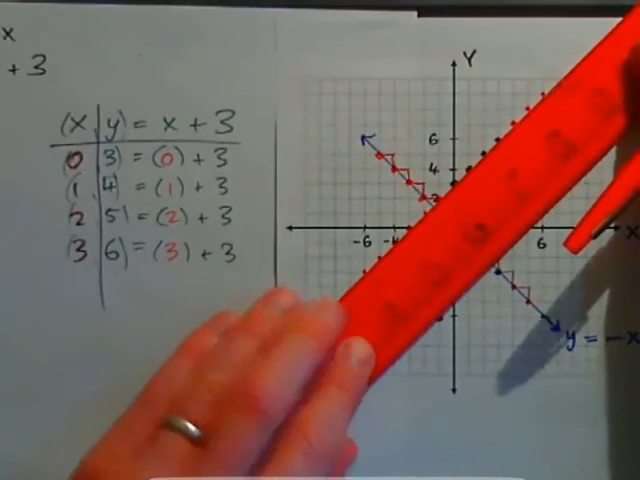 x
+ 3
(x | y) = x + 3
(0 | 3) = (0) + 3
(1 | 4) = (1) + 3
2 | 5) = (2) + 3
(3 | 6) = (3) + 3
Y
6
4
2
-6 -4
6
X
y = -x